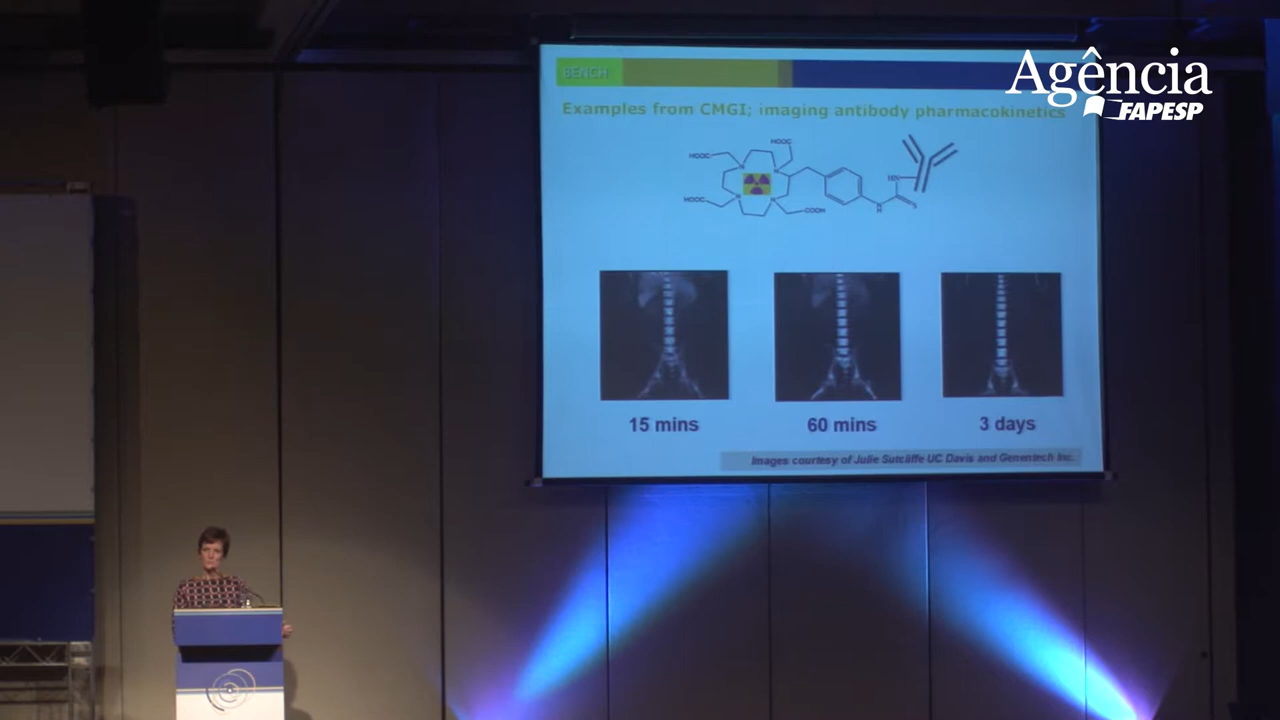 Agência
FAPESP
BENCH
Examples from CMGI; imaging antibody pharmacokinetics
HOOC
HOOC
HOOC
COOH
N
N
N
N
HN
N
H
S
15 mins
60 mins
3 days
Images courtesy of Julie Sutcliffe UC Davis and Genentech Inc.